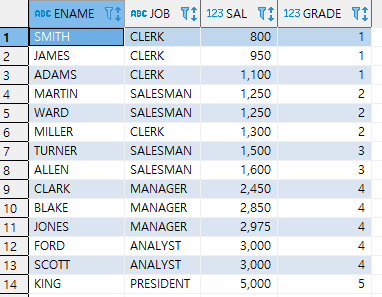 ABC ENAME ABC JOB 123 SAL 123 GRADE
1 SMITH CLERK 800 1
2 JAMES CLERK 950 1
3 ADAMS CLERK 1,100 1
4 MARTIN SALESMAN 1,250 2
5 WARD SALESMAN 1,250 2
6 MILLER CLERK 1,300 2
7 TURNER SALESMAN 1,500 3
8 ALLEN SALESMAN 1,600 3
9 CLARK MANAGER 2,450 4
10 BLAKE MANAGER 2,850 4
11 JONES MANAGER 2,975 4
12 FORD ANALYST 3,000 4
13 SCOTT ANALYST 3,000 4
14 KING PRESIDENT 5,000 5